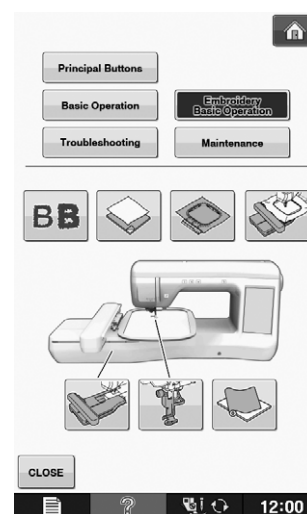 Principal Buttons
Basic Operation
Embroidery
Basic Operation
Troubleshooting
Maintenance
BB
CLOSE
12:00